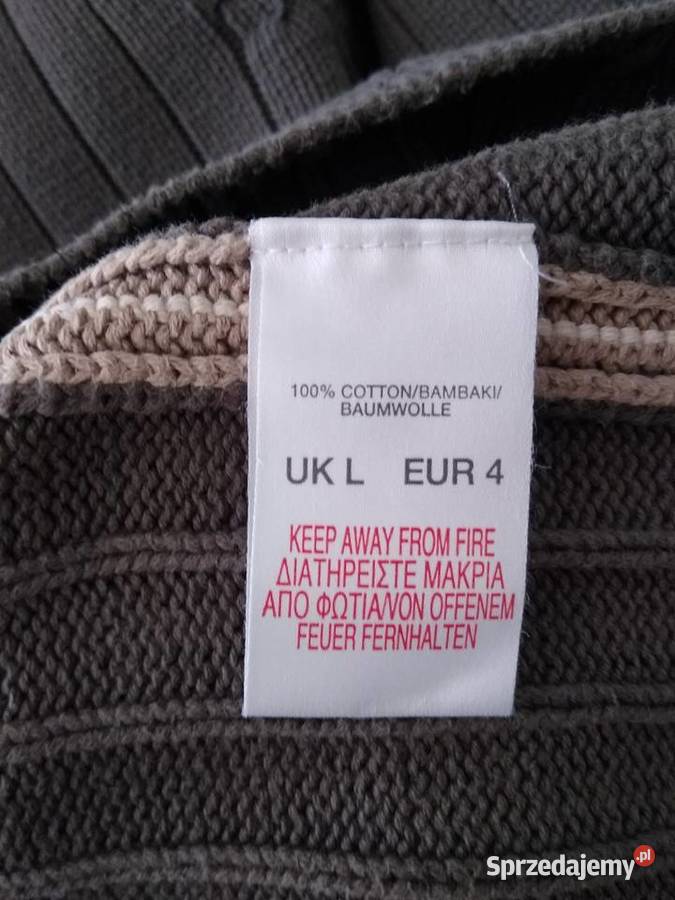 100% COTTON/BAMBAKI/
BAUMWOLLE
UK L EUR 4
KEEP AWAY FROM FIRE
ΔΙΑΤΗΡΕΙΣΤΕ ΜΑΚΡΙΑ
ΑΠΟ ΦΩΤΙΑ/VON OFFENEM
FEUER FERNHALTEN
Sprzedajemy.pl